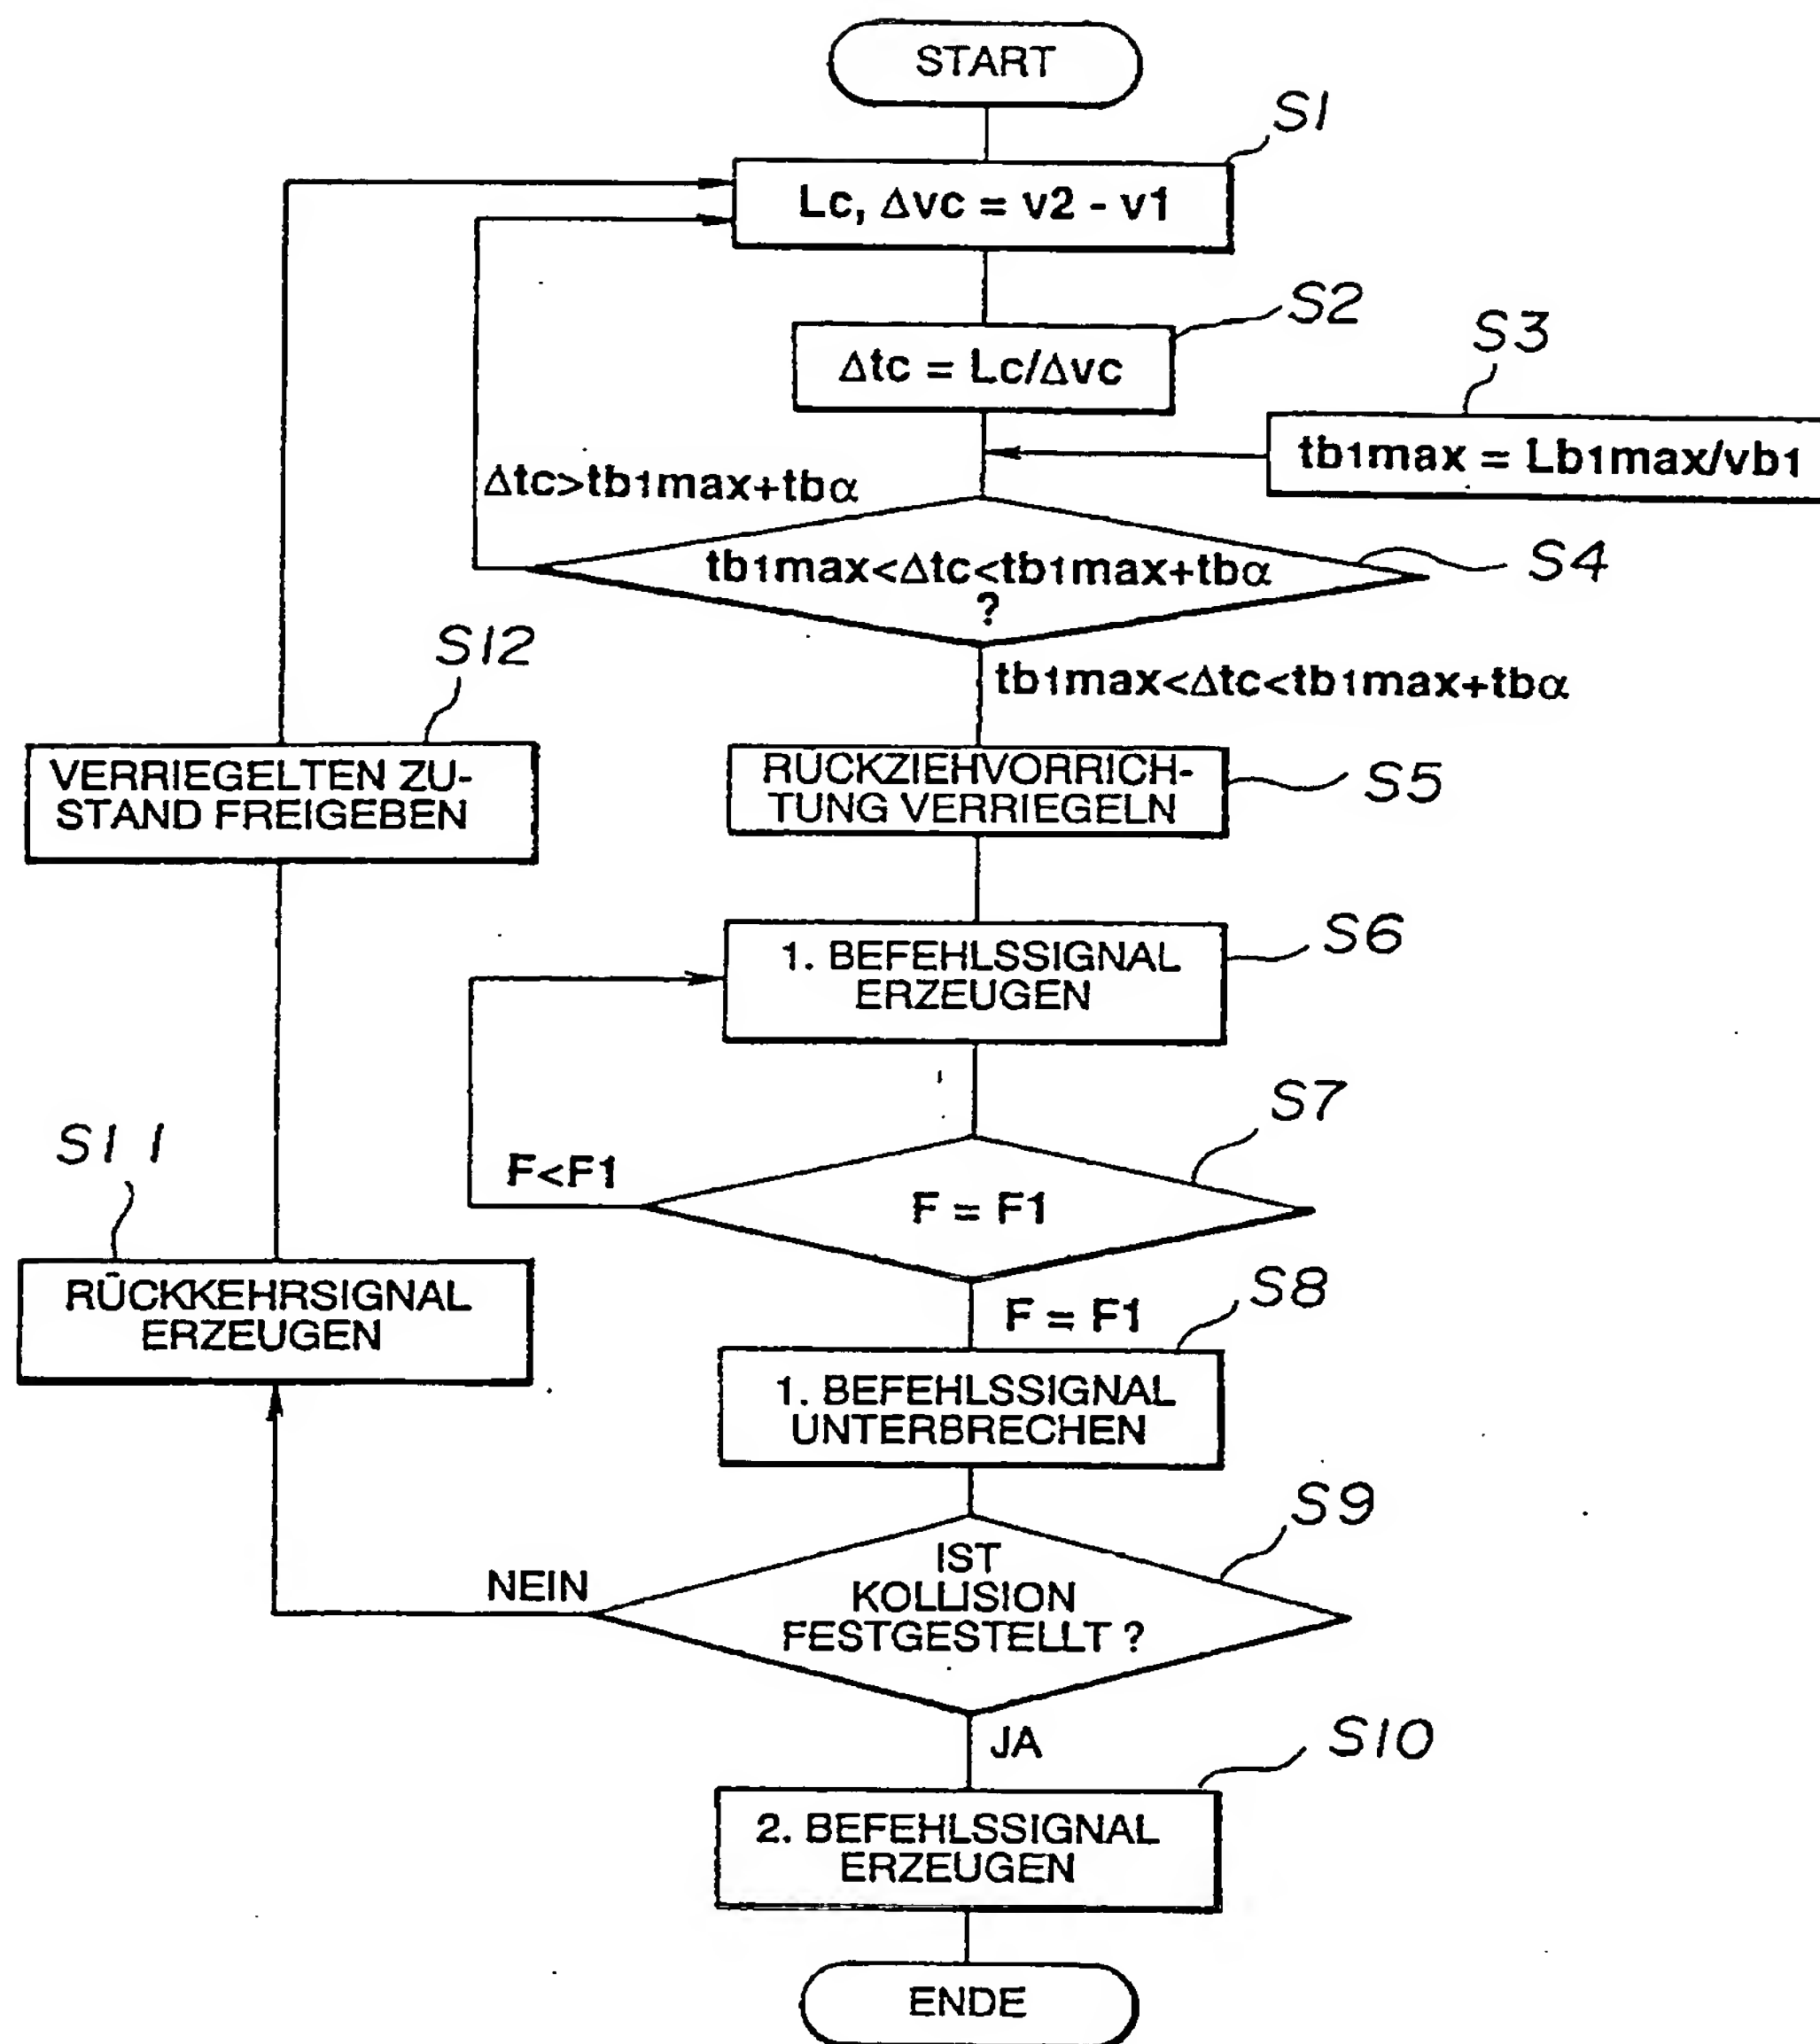 START
S1
Lc, Δvc = v2 - v1
S2
Δtc = Lc/Δvc
S3
tb1max = Lb1max/vb1
Δtc>tb1max+tbα
tb1max<Δtc<tb1max+tbα
?
S4
tb1max<Δtc<tb1max+tbα
S12
VERRIEGELTEN ZU-
STAND FREIGEBEN
RUCKZIEHVORRICH-
TUNG VERRIEGELN
S5
1. BEFEHLSSIGNAL
ERZEUGEN
S6
S7
F<F1
F = F1
S11
RÜCKKEHRSIGNAL
ERZEUGEN
F = F1
S8
1. BEFEHLSSIGNAL
UNTERBRECHEN
S9
IST
KOLLISION
FESTGESTELLT ?
NEIN
JA
S10
2. BEFEHLSSIGNAL
ERZEUGEN
ENDE